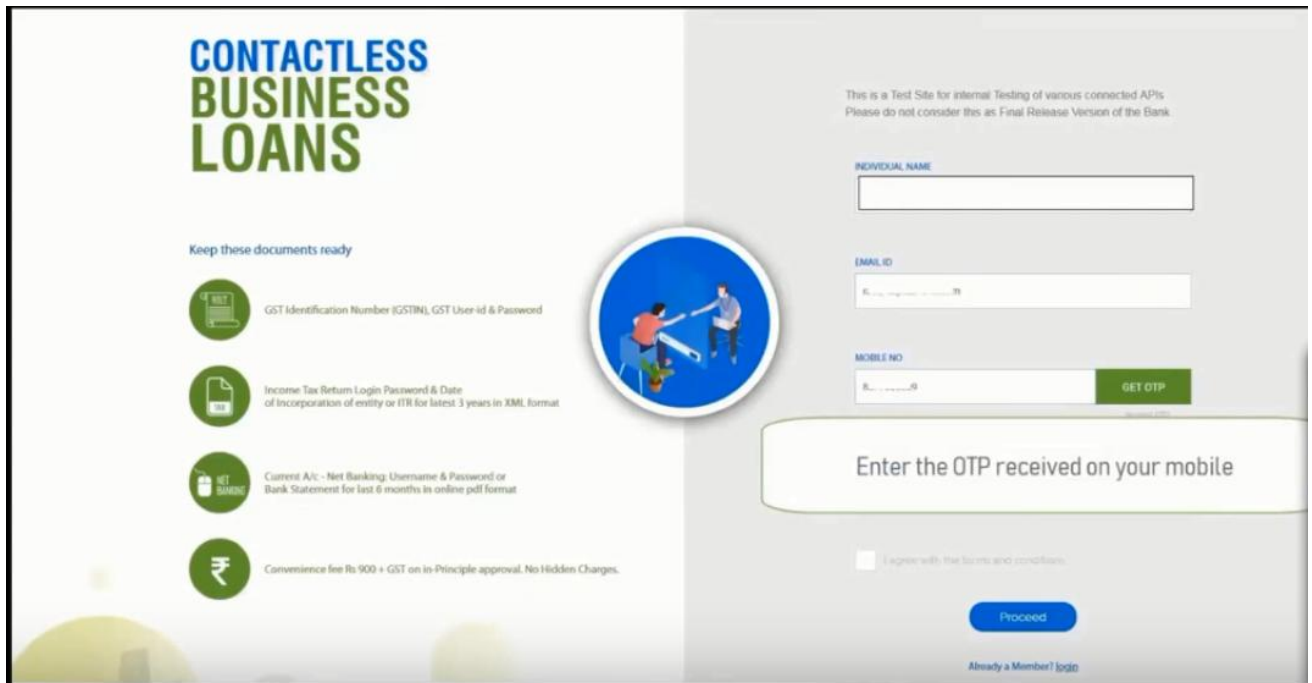 CONTACTLESS
BUSINESS
LOANS
Keep these documents ready
GST Identification Number (GSTIN), GST User-id & Password
Income Tax Return Login Password & Date
of Incorporation of entity or ITR for latest 3 years in XML format
NET
BANKING
Current A/c - Net Banking: Username & Password or
Bank Statement for last 6 months in online pdf format
₹
Convenience fee Rs 900 + GST on in-Principle approval. No Hidden Charges.
This is a Test Site for internal Testing of various connected APIs
Please do not consider this as Final Release Version of the Bank
INDIVIDUAL NAME
EMAIL ID
MOBILE NO
GET OTP
Enter the OTP received on your mobile
I agree with the terms and conditions
Proceed
Already a Member? login